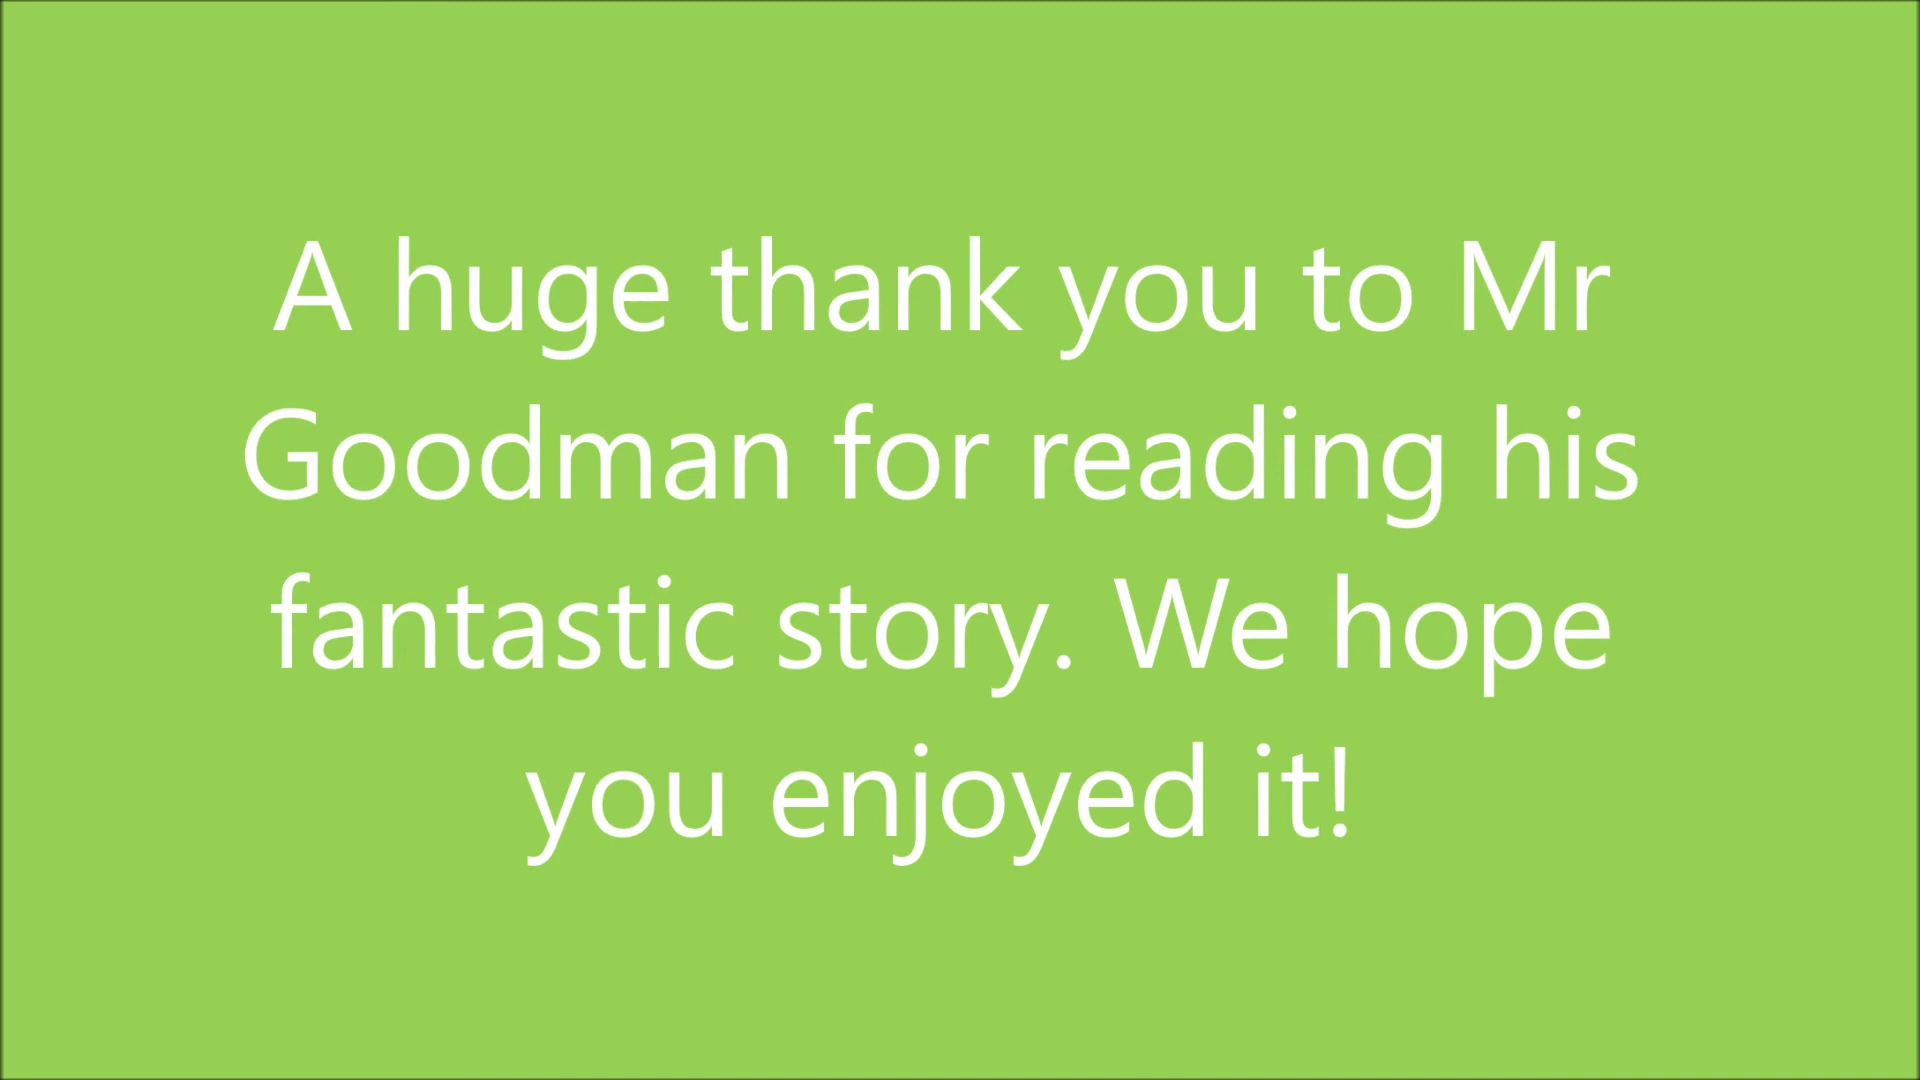 A huge thank you to Mr
Goodman for reading his
fantastic story. We hope
you enjoyed it!